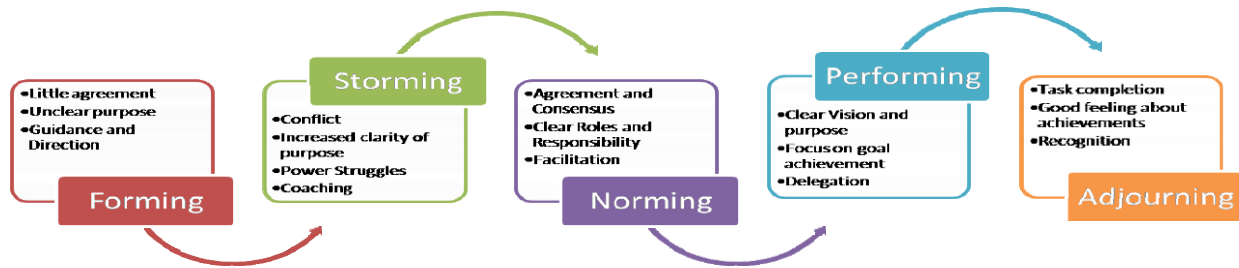 •Little agreement
•Unclear purpose
•Guidance and
Direction
Forming
Storming
•Conflict
•Increased clarity of
purpose
•Power Struggles
•Coaching
•Agreement and
Consensus
•Clear Roles and
Responsibility
•Facilitation
Norming
Performing
•Clear Vision and
purpose
•Focus on goal
achievement
•Delegation
•Task completion
•Good feeling about
achievements
•Recognition
Adjourning